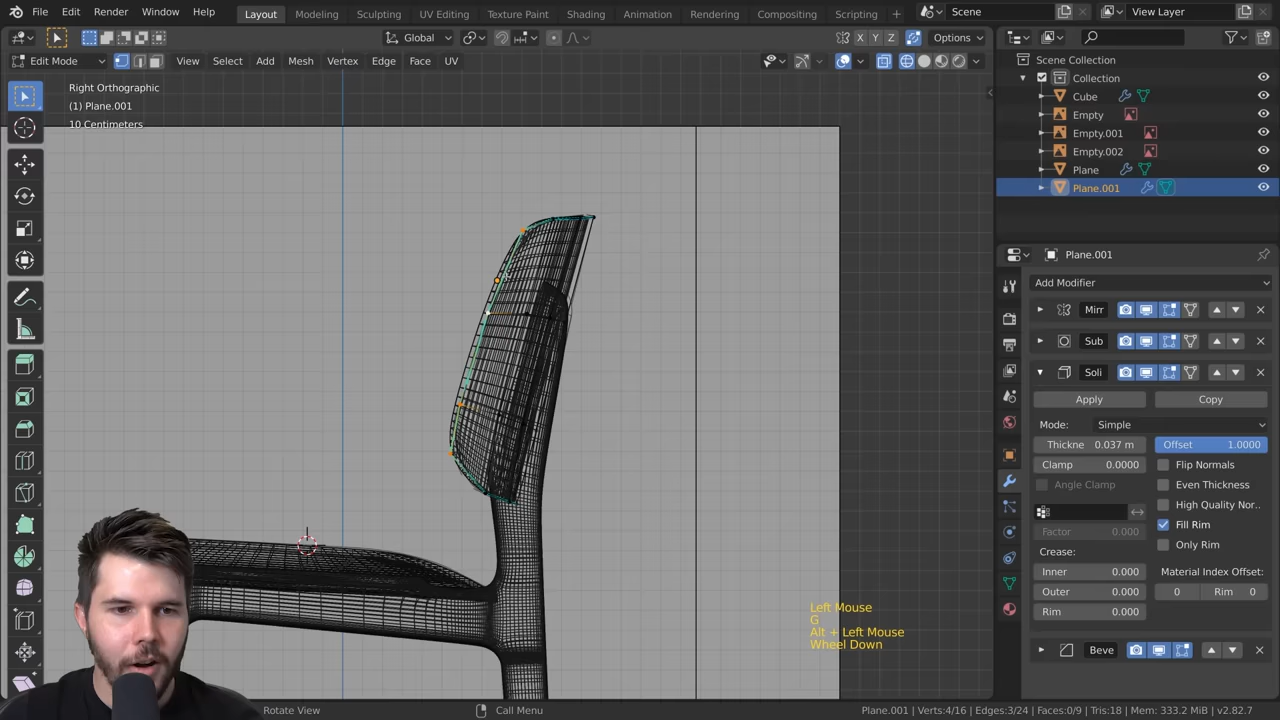 File Edit Render Window Help Layout Modeling Sculpting UV Editing Texture Paint Shading Animation Rendering Compositing Scripting + Scene View Layer
Global X Y Z Options
Edit Mode View Select Add Mesh Vertex Edge Face UV
Right Orthographic
(1) Plane.001
10 Centimeters
Scene Collection
Collection
Cube
Empty
Empty.001
Empty.002
Plane
Plane.001
Plane.001
Add Modifier
Mirr
Sub
Soli
Apply Copy
Mode: Simple
Thickne 0.037 m Offset 1.0000
Clamp 0.0000 Flip Normals
Angle Clamp Even Thickness
High Quality Nor..
Factor 0.0000 Fill Rim
Crease: Only Rim
Inner 0.000 Material Index Offset:
Outer 0.000 0 Rim 0
Rim 0.000
Beve
Left Mouse
G
Alt + Left Mouse
Wheel Down
Rotate View Call Menu Plane.001 | Verts:4/16 | Edges:3/24 | Faces:0/9 | Tris:18 | Mem: 333.2 MiB | v2.82.7